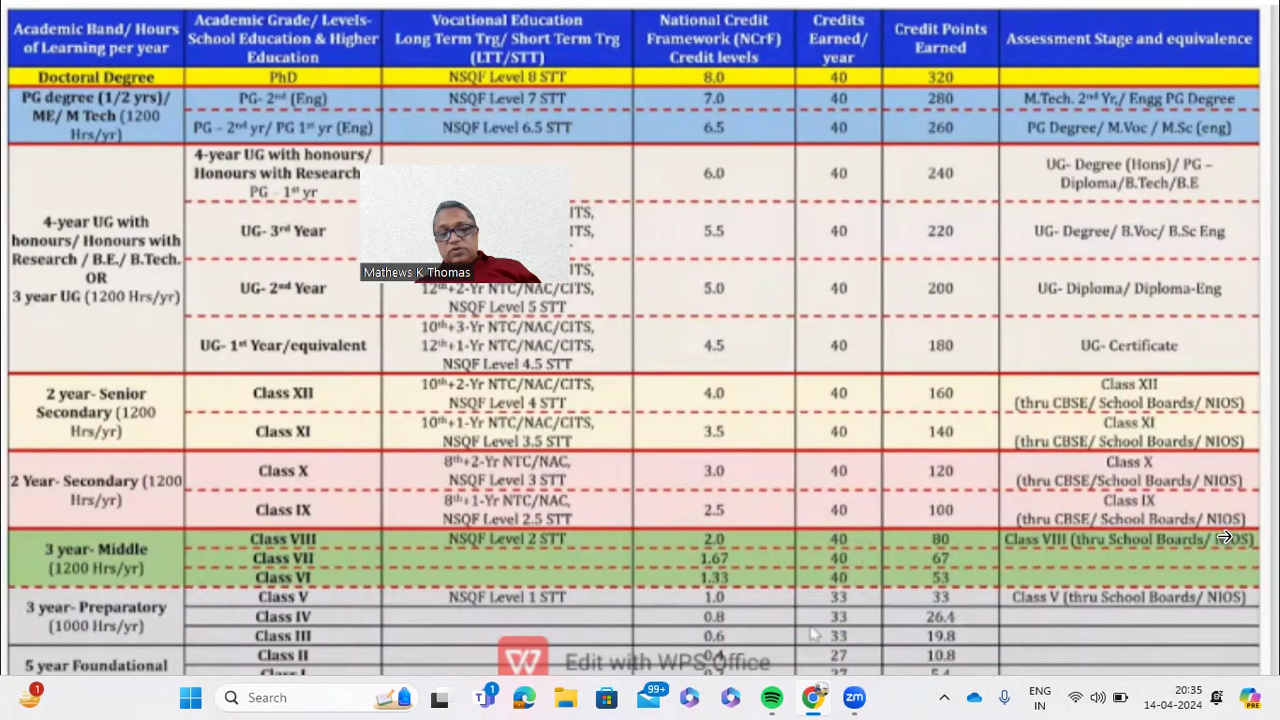 Academic Band/ Hours
of Learning per year
Academic Grade/ Levels-
School Education & Higher
Education
Vocational Education
Long Term Trg/ Short Term Trg
(LTT/STT)
National Credit
Framework (NCrF)
Credit levels
Credits
Earned/
year
Credit Points
Earned
Assessment Stage and equivalence
Doctoral Degree
PhD
NSQF Level 8 STT
8.0
40
320
PG degree (1/2 yrs)/
ME/ M Tech (1200
Hrs/yr)
PG- 2nd (Eng)
NSQF Level 7 STT
7.0
40
280
M.Tech. 2nd Yr,/ Engg PG Degree
PG – 2nd yr/ PG 1st yr (Eng)
NSQF Level 6.5 STT
6.5
40
260
PG Degree/ M.Voc / M.Sc (eng)
4-year UG with
honours/ Honours with
Research / B.E./ B.Tech.
OR
3 year UG (1200 Hrs/yr)
4-year UG with honours/
Honours with Research
PG – 1st yr
6.0
40
240
UG- Degree (Hons)/ PG –
Diploma/B.Tech/B.E
UG- 3rd Year
ITS,
ITS,
5.5
40
220
UG- Degree/ B.Voc/ B.Sc Eng
UG- 2nd Year
ITS,
12th+2-Yr NTC/NAC/CITS,
NSQF Level 5 STT
5.0
40
200
UG- Diploma/ Diploma-Eng
UG- 1st Year/equivalent
10th+3-Yr NTC/NAC/CITS,
12th+1-Yr NTC/NAC/CITS,
NSQF Level 4.5 STT
4.5
40
180
UG- Certificate
2 year- Senior
Secondary (1200
Hrs/yr)
Class XII
10th+2-Yr NTC/NAC/CITS,
NSQF Level 4 STT
4.0
40
160
Class XII
(thru CBSE/ School Boards/ NIOS)
Class XI
10th+1-Yr NTC/NAC/CITS,
NSQF Level 3.5 STT
3.5
40
140
Class XI
(thru CBSE/ School Boards/ NIOS)
2 Year- Secondary (1200
Hrs/yr)
Class X
8th+2-Yr NTC/NAC,
NSQF Level 3 STT
3.0
40
120
Class X
(thru CBSE/ School Boards/ NIOS)
Class IX
8th+1-Yr NTC/NAC,
NSQF Level 2.5 STT
2.5
40
100
Class IX
(thru CBSE/ School Boards/ NIOS)
3 year- Middle
(1200 Hrs/yr)
Class VIII
NSQF Level 2 STT
2.0
40
80
Class VIII (thru School Boards/ NIOS)
Class VII
1.67
40
67
Class VI
1.33
40
53
3 year- Preparatory
(1000 Hrs/yr)
Class V
NSQF Level 1 STT
1.0
33
33
Class V (thru School Boards/ NIOS)
Class IV
0.8
33
26.4
Class III
0.6
33
19.8
5 year Foundational
Class II
0.4
27
10.8
Mathews K Thomas
Edit with WPS Office
1
Search
1
99+
ENG
IN
20:35
14-04-2024
PRE
zm